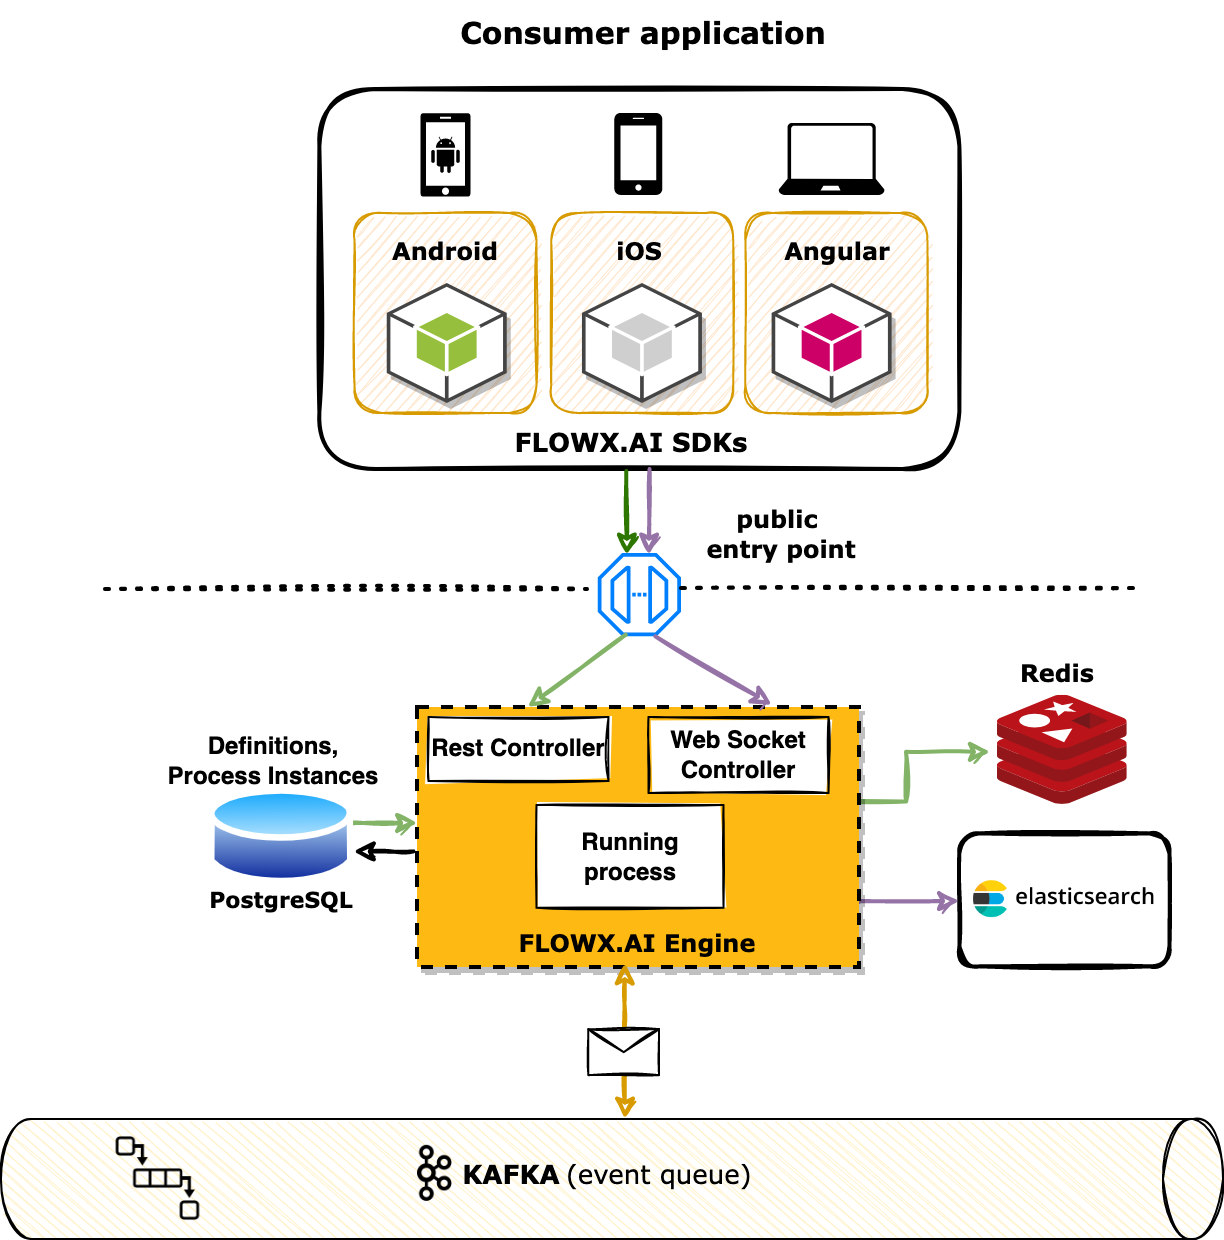 Consumer application
Android
iOS
Angular
FLOWX.AI SDKs
public
entry point
Redis
Rest Controller
Web Socket
Controller
Definitions,
Process Instances
Running
process
elasticsearch
PostgreSQL
FLOWX.AI Engine
KAFKA (event queue)